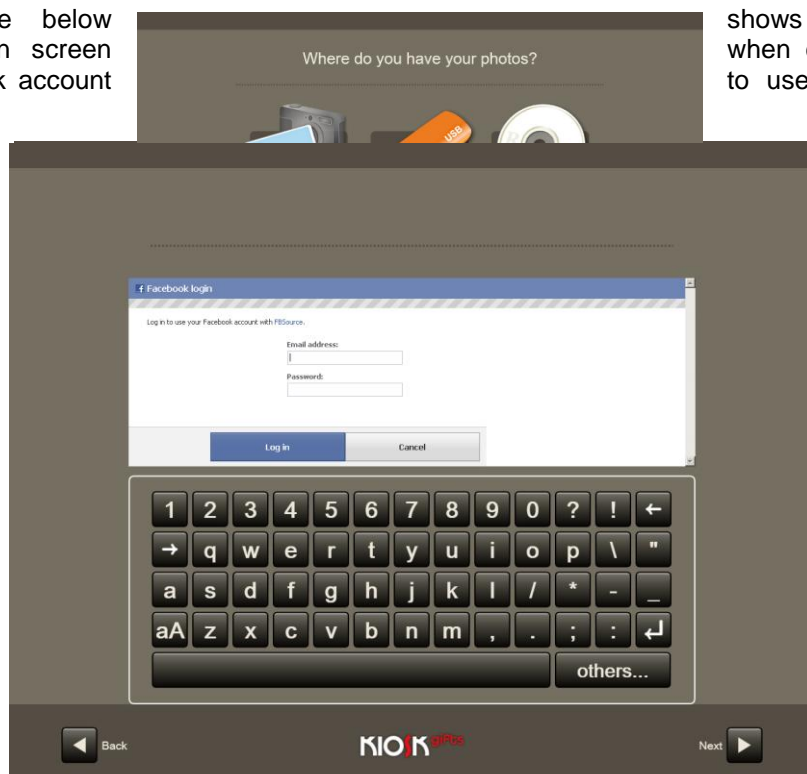 below shows
screen when
account to use
Where do you have your photos?
USB
Facebook login
Log in to use your Facebook account with FBSource.
Email address:
Password:
Log in Cancel
1 2 3 4 5 6 7 8 9 0 ? ! ←
→ q w e r t y u i o p \ "
a s d f g h j k l / * - _
aA z x c v b n m , . ; : ↵
others...
Back KIOSK gifts Next